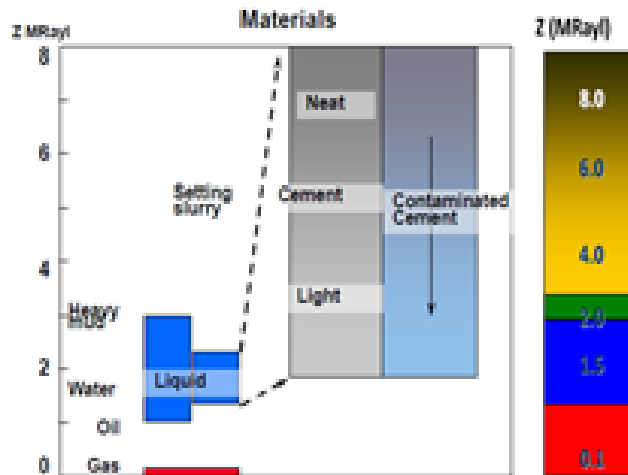 Materials
Z MRayl
Z (MRayl)
8
6
4
2
0
Heavy
mud
Water
Oil
Gas
Setting
slurry
Liquid
Neat
Cement
Light
Contaminated
Cement
8.0
6.0
4.0
2.0
1.5
0.1